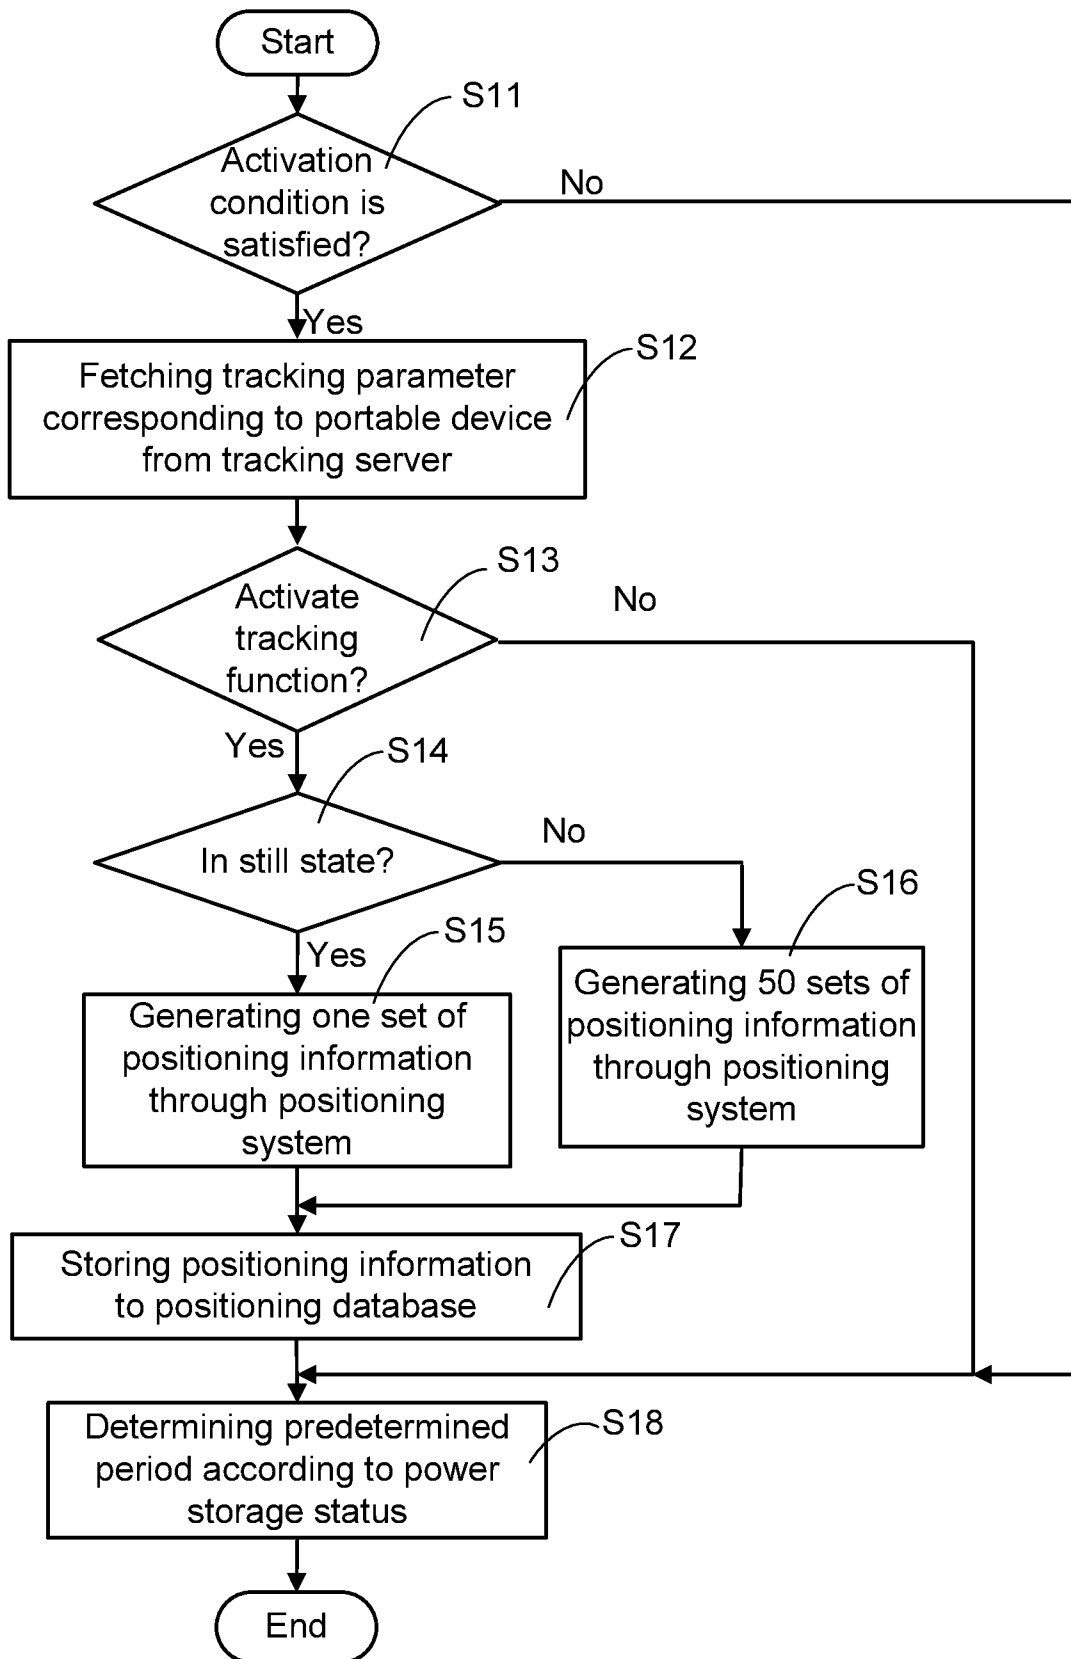 Start
S11
Activation
condition is
satisfied?
No
Yes
S12
Fetching tracking parameter
corresponding to portable device
from tracking server
S13
Activate
tracking
function?
No
Yes
S14
In still state?
No
S16
Yes
S15
Generating one set of
positioning information
through positioning
system
Generating 50 sets of
positioning information
through positioning
system
S17
Storing positioning information
to positioning database
S18
Determining predetermined
period according to power
storage status
End